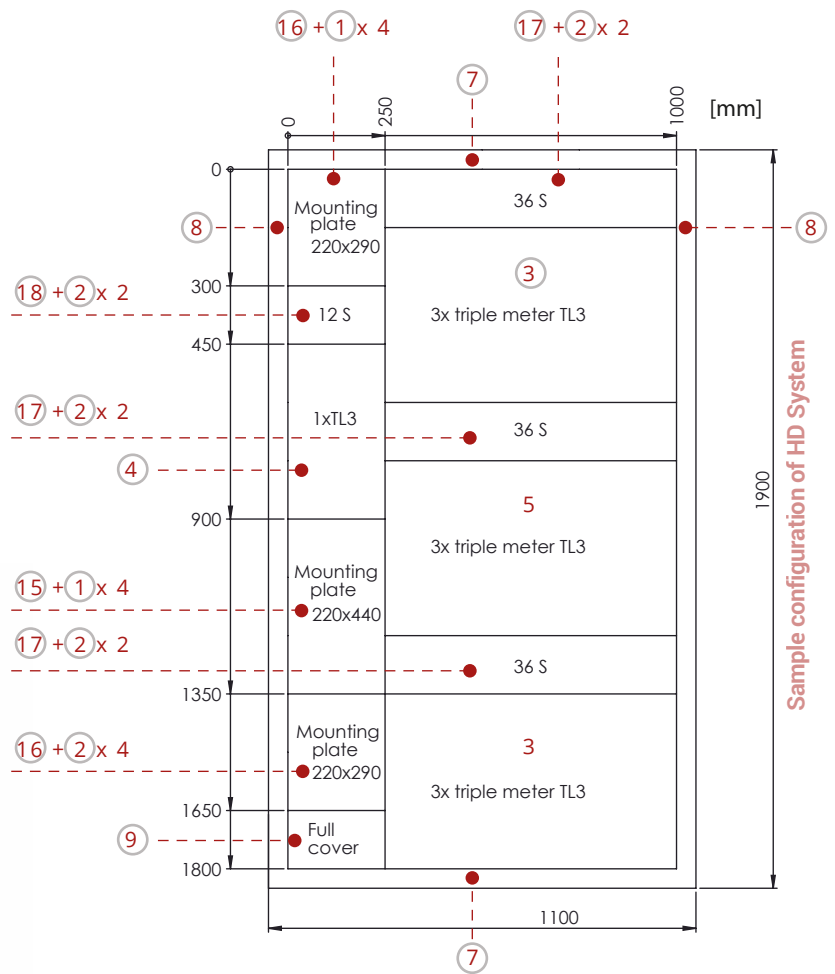 16 + 1 x 4
17 + 2 x 2
7
0
250
1000
[mm]
0
36 S
Mounting
plate
220x290
8
8
3
300
18 + 2 x 2
12 S
3x triple meter TL3
450
17 + 2 x 2
1xTL3
36 S
4
Sample configuration of HD System
1900
5
900
3x triple meter TL3
Mounting
plate
220x440
15 + 1 x 4
17 + 2 x 2
36 S
1350
Mounting
plate
220x290
16 + 2 x 4
3
3x triple meter TL3
1650
Full
cover
9
1800
1100
7